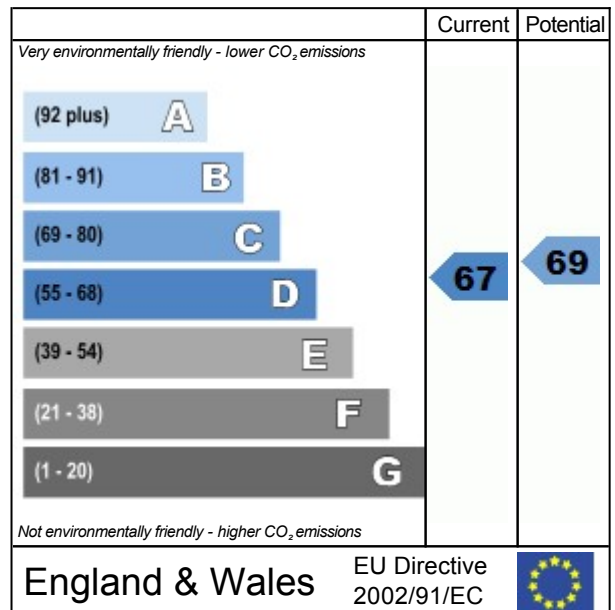 Current Potential
Very environmentally friendly - lower CO₂ emissions
(92 plus) A
(81 - 91) B
(69 - 80) C
(55 - 68) D
67
69
(39 - 54) E
(21 - 38) F
(1 - 20) G
Not environmentally friendly - higher CO₂ emissions
England & Wales
EU Directive
2002/91/EC